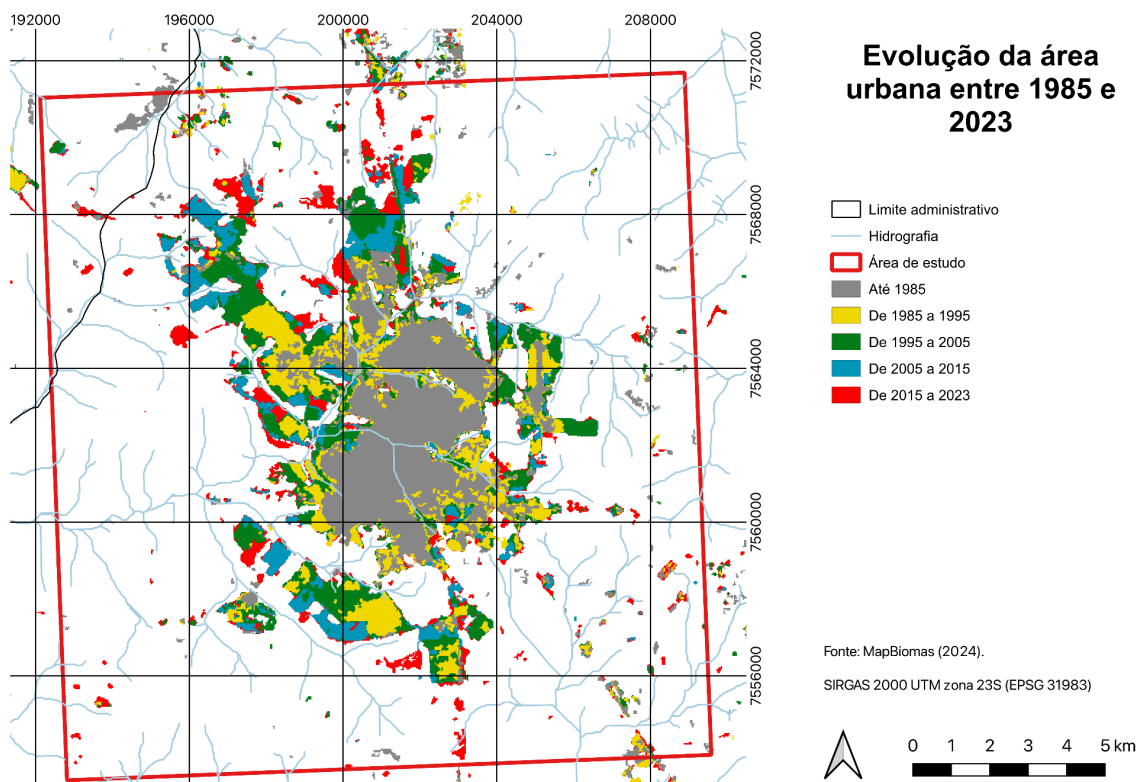 192000 196000 200000 204000 208000
7572000
7568000
7564000
7560000
7556000
Evolução da área
urbana entre 1985 e
2023
Limite administrativo
Hidrografia
Área de estudo
Até 1985
De 1985 a 1995
De 1995 a 2005
De 2005 a 2015
De 2015 a 2023
Fonte: MapBiomas (2024).
SIRGAS 2000 UTM zona 23S (EPSG 31983)
0 1 2 3 4 5 km